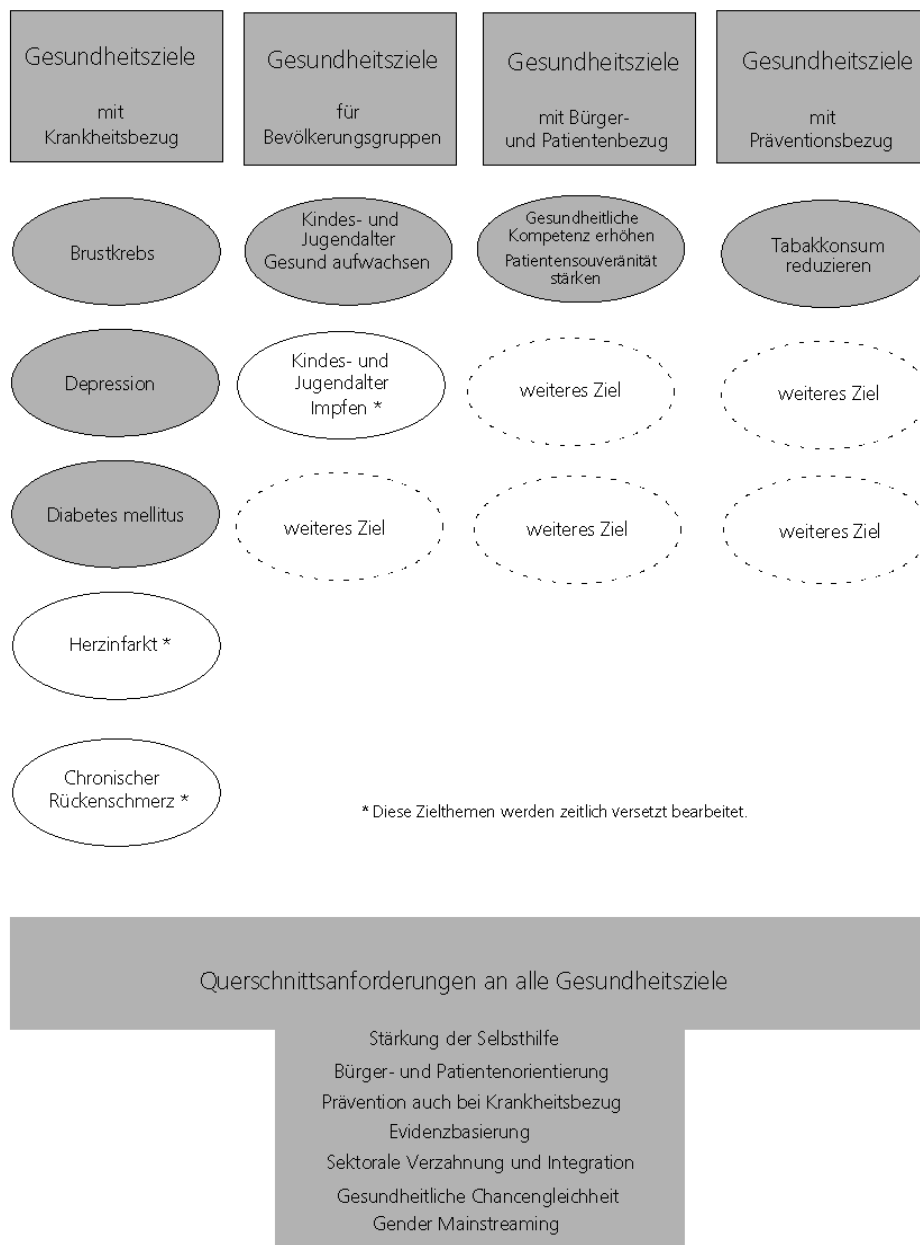 Gesundheitsziele
mit
Krankheitsbezug
Gesundheitsziele
für
Bevölkerungsgruppen
Gesundheitsziele
mit Bürger-
und Patientenbezug
Gesundheitsziele
mit
Präventionsbezug
Brustkrebs
Kindes- und
Jugendalter
Gesund aufwachsen
Gesundheitliche
Kompetenz erhöhen
Patientensouveränität
stärken
Tabakkonsum
reduzieren
Depression
Kindes- und
Jugendalter
Impfen *
weiteres Ziel
weiteres Ziel
Diabetes mellitus
weiteres Ziel
weiteres Ziel
weiteres Ziel
Herzinfarkt *
Chronischer
Rückenschmerz *
* Diese Zielthemen werden zeitlich versetzt bearbeitet.
Querschnittsanforderungen an alle Gesundheitsziele
Stärkung der Selbsthilfe
Bürger- und Patientenorientierung
Prävention auch bei Krankheitsbezug
Evidenzbasierung
Sektorale Verzahnung und Integration
Gesundheitliche Chancengleichheit
Gender Mainstreaming